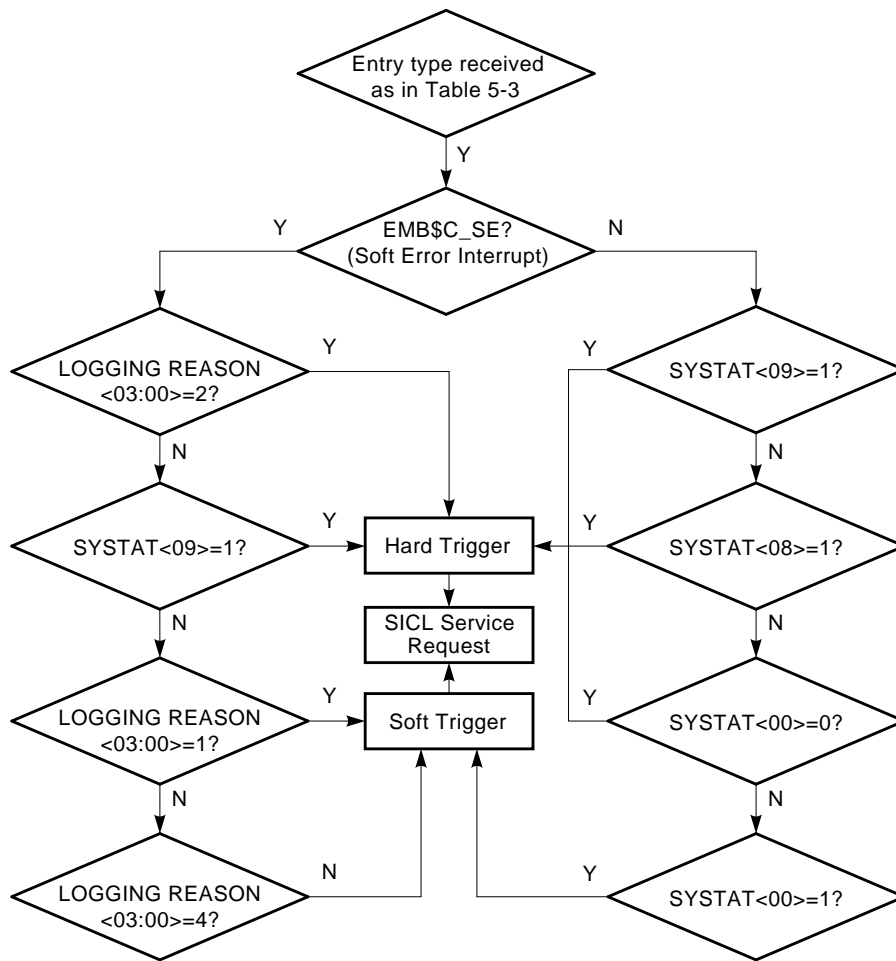 Entry type received
as in Table 5-3
Y
EMB$C_SE?
(Soft Error Interrupt)
Y
N
LOGGING REASON
<03:00>=2?
Y
Y
SYSTAT<09>=1?
N
N
SYSTAT<09>=1?
Y
Hard Trigger
Y
SYSTAT<08>=1?
SICL Service
Request
N
N
LOGGING REASON
<03:00>=1?
Y
Soft Trigger
Y
SYSTAT<00>=0?
N
N
LOGGING REASON
<03:00>=4?
N
Y
SYSTAT<00>=1?